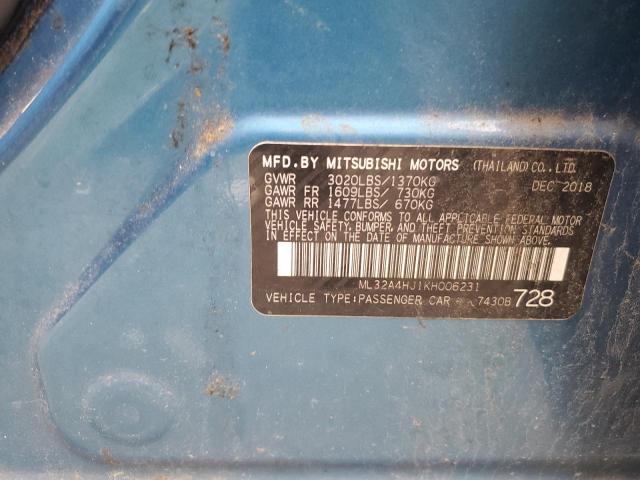 MFD.BY MITSUBISHI MOTORS (THAILAND) CO., LTD.
GVWR 3020LBS/1370KG DEC 2018
GAWR FR 1609LBS/ 730KG
GAWR RR 1477LBS/ 670KG
THIS VEHICLE CONFORMS TO ALL APPLICABLE FEDERAL MOTOR
VEHICLE SAFETY, BUMPER, AND THEFT PREVENTION STANDARDS
IN EFFECT ON THE DATE OF MANUFACTURE SHOWN ABOVE.
ML32A4HJ1KH006231
VEHICLE TYPE:PASSENGER CAR 7430B 728